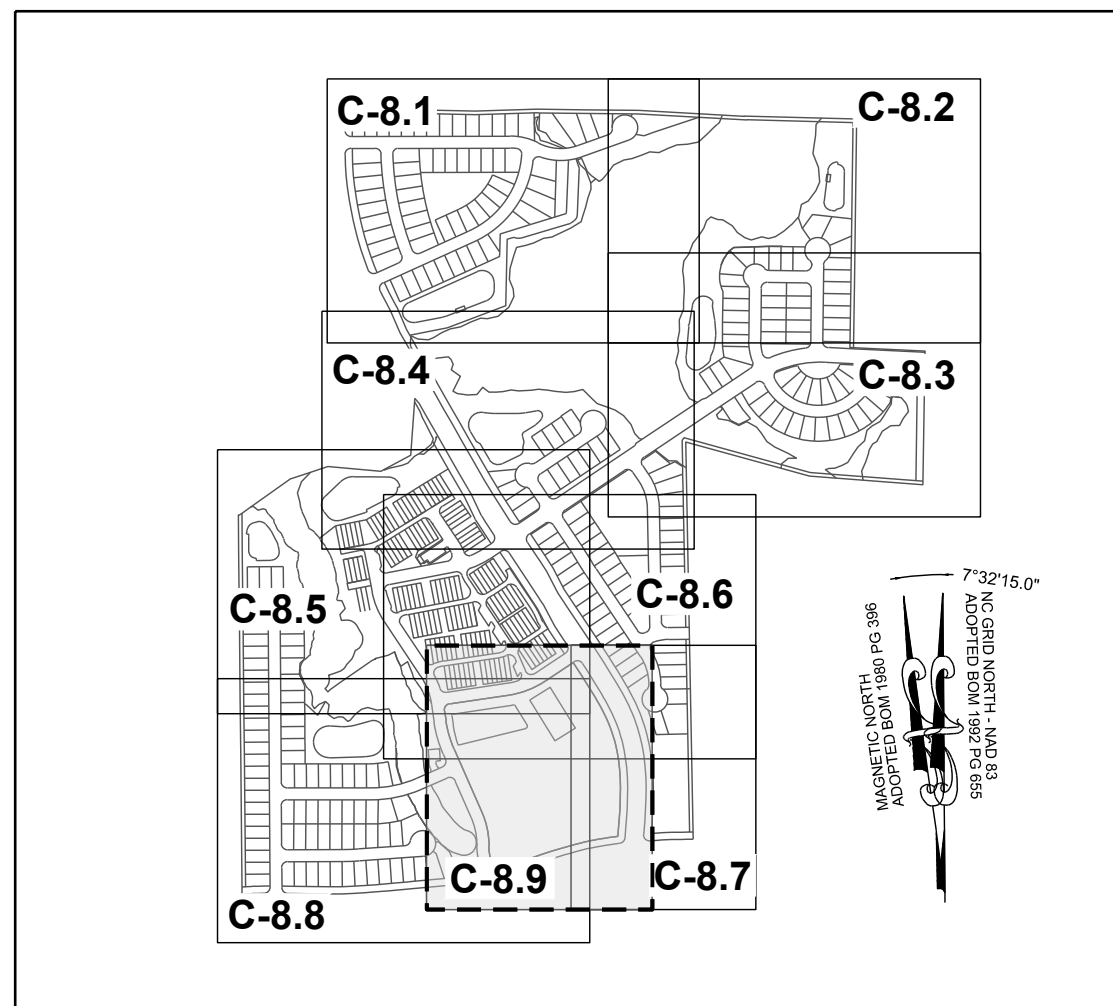 C-8.1
C-8.2
C-8.4
C-8.3
C-8.5
C-8.6
7°32'15.0"
MAGNETIC NORTH
ADOPTED BOM 1980 PG 396
NC GRID NORTH - NAD 83
ADOPTED BOM 1992 PG 655
C-8.9
C-8.7
C-8.8